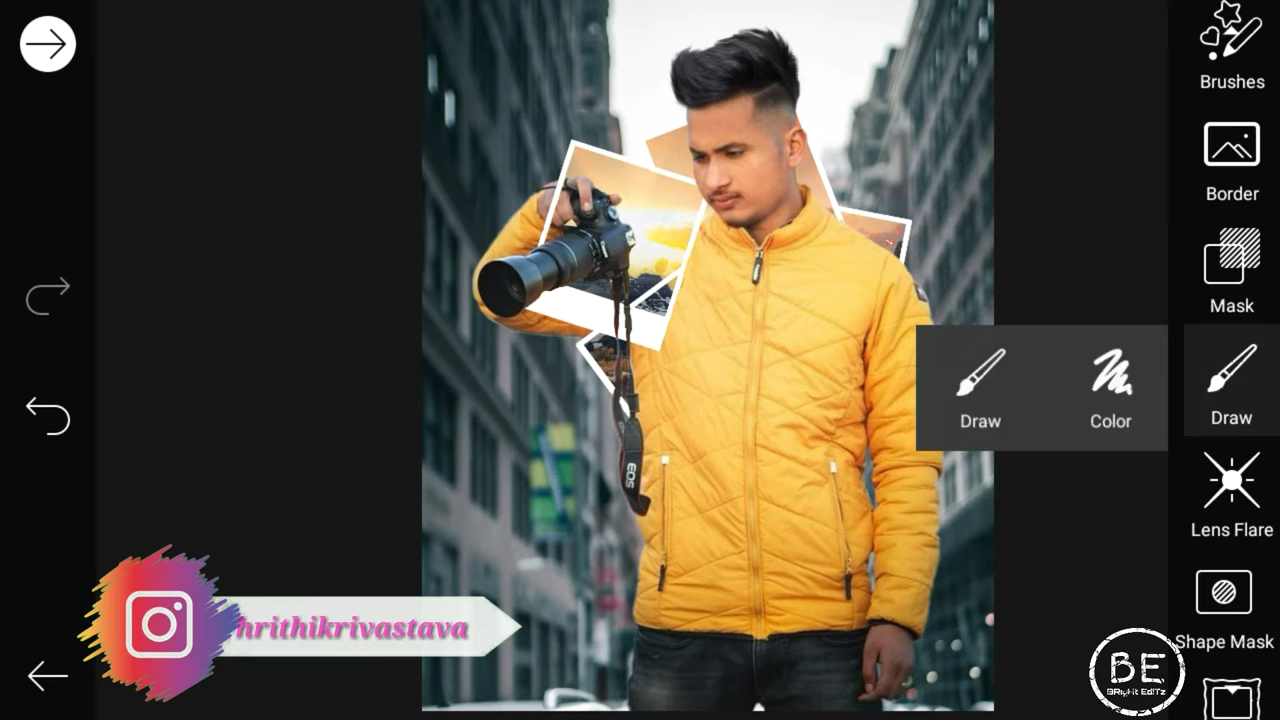 Brushes
Border
Mask
Draw
Color
Draw
Lens Flare
Shape Mask
EOS
hrithikrivastava
BE
BRight EdiTz